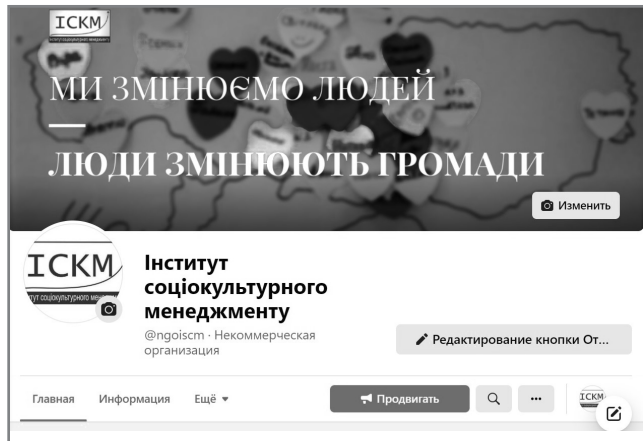 ІСКМ
МИ ЗМІНЮЄМО ЛЮДЕЙ
ЛЮДИ ЗМІНЮЮТЬ ГРОМАДИ
Изменить
ІСКМ
Інститут
соціокультурного
менеджменту
@ngoiscm · Некоммерческая
организация
Редактирование кнопки От...
Главная
Информация
Ещё
Продвигать
ІСКМ